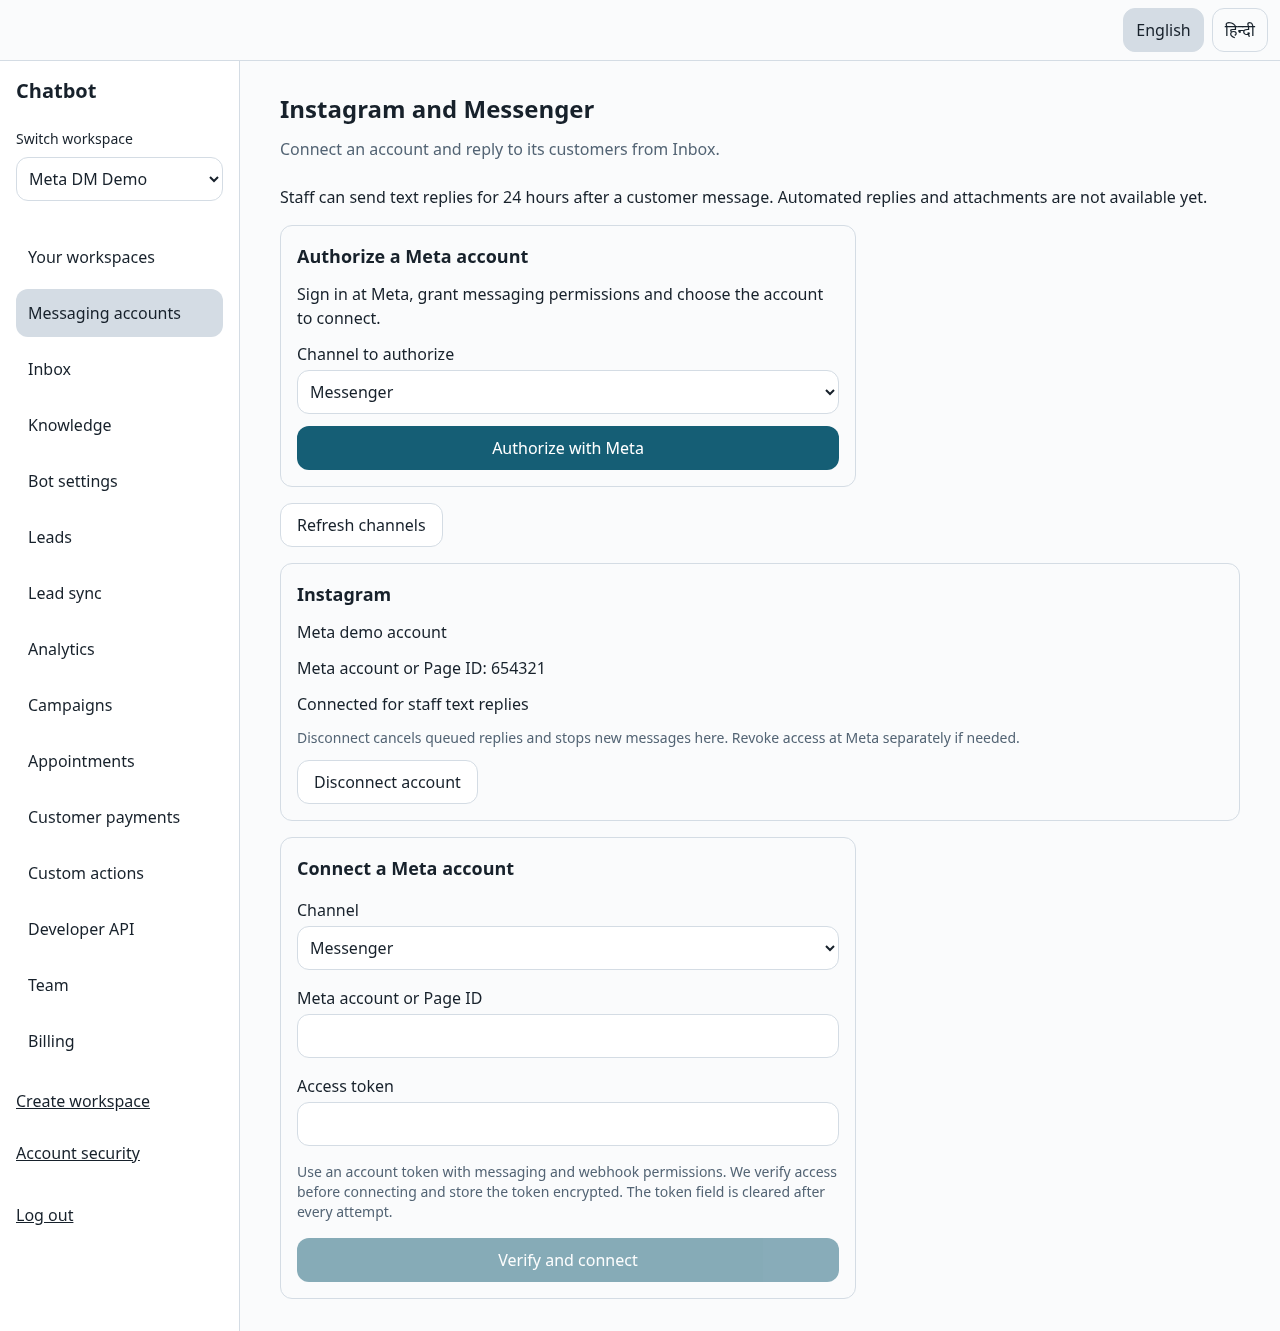 English
हिन्दी
Chatbot
Switch workspace
Meta DM Demo
Your workspaces
Messaging accounts
Inbox
Knowledge
Bot settings
Leads
Lead sync
Analytics
Campaigns
Appointments
Customer payments
Custom actions
Developer API
Team
Billing
Create workspace
Account security
Log out
Instagram and Messenger
Connect an account and reply to its customers from Inbox.
Staff can send text replies for 24 hours after a customer message. Automated replies and attachments are not available yet.
Authorize a Meta account
Sign in at Meta, grant messaging permissions and choose the account
to connect.
Channel to authorize
Messenger
Authorize with Meta
Refresh channels
Instagram
Meta demo account
Meta account or Page ID: 654321
Connected for staff text replies
Disconnect cancels queued replies and stops new messages here. Revoke access at Meta separately if needed.
Disconnect account
Connect a Meta account
Channel
Messenger
Meta account or Page ID
Access token
Use an account token with messaging and webhook permissions. We verify access
before connecting and store the token encrypted. The token field is cleared after
every attempt.
Verify and connect